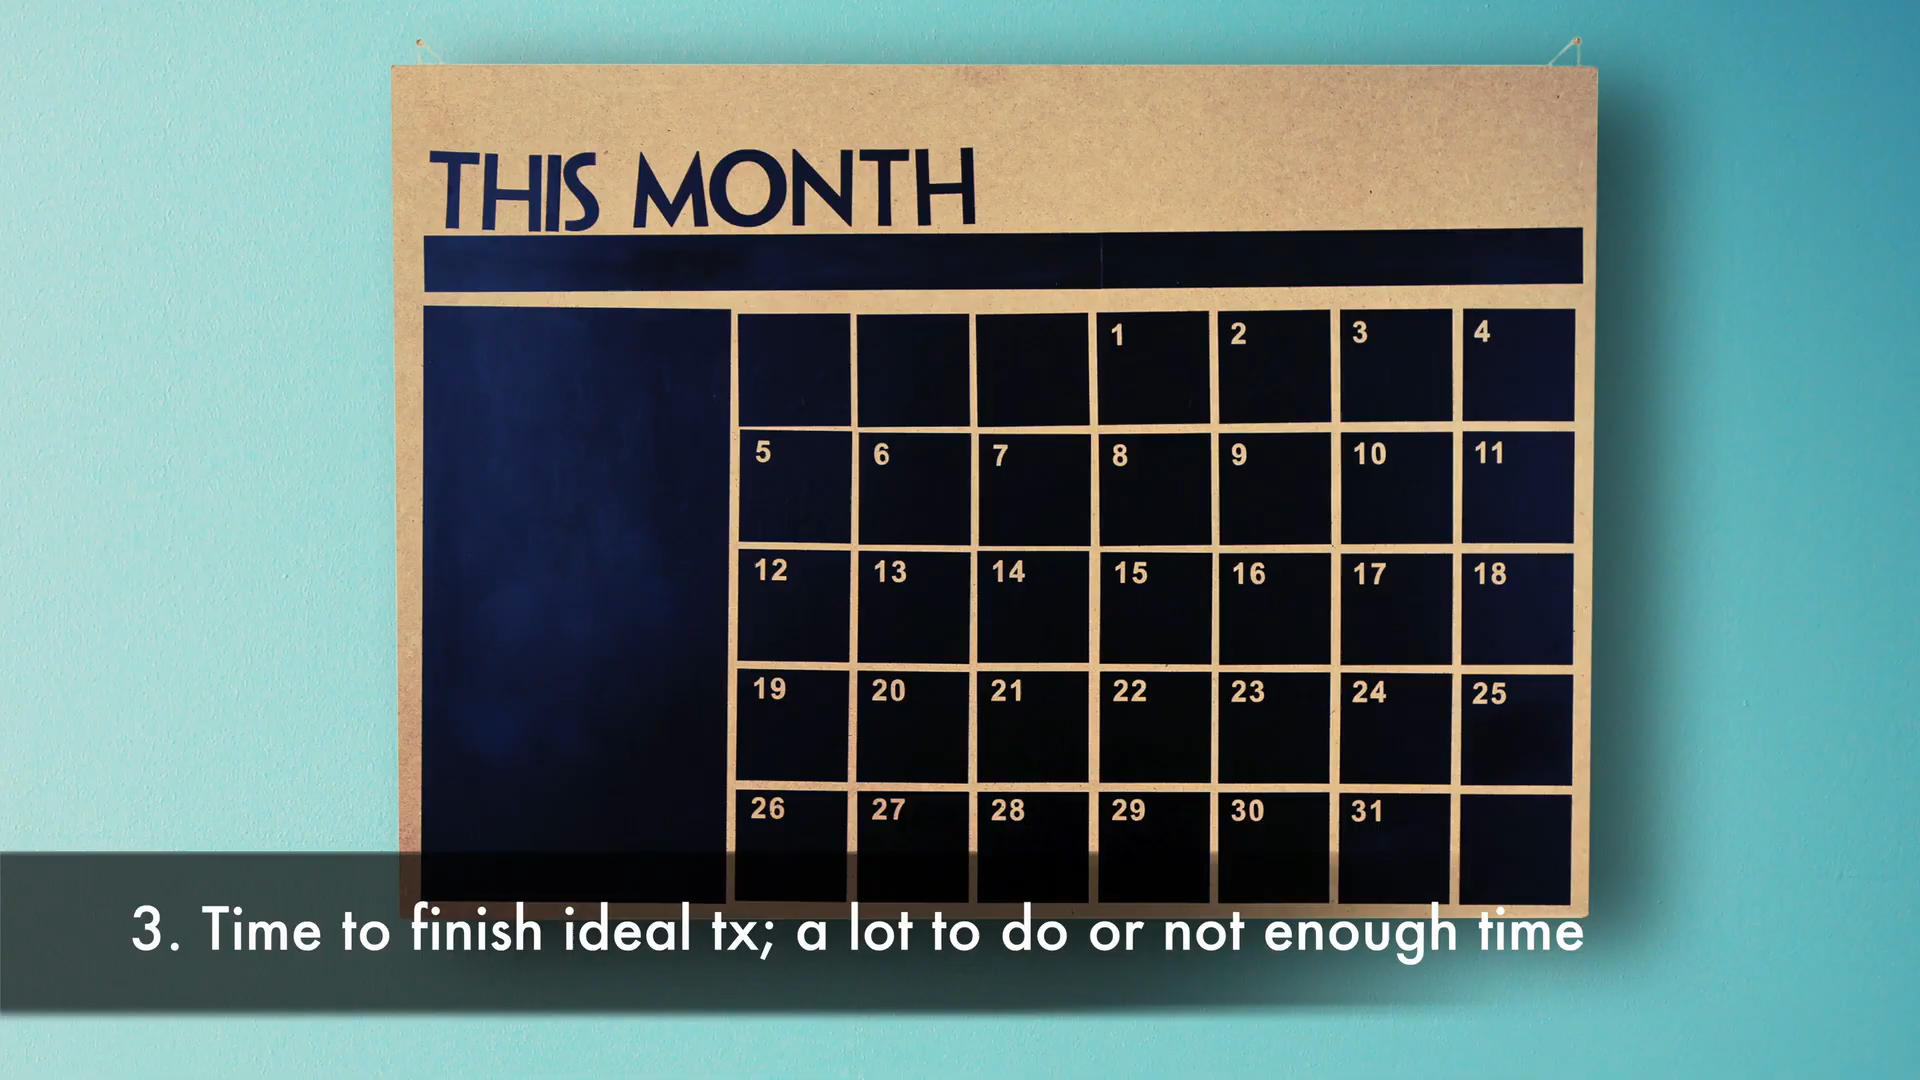 THIS MONTH
1 2 3 4
5 6 7 8 9 10 11
12 13 14 15 16 17 18
19 20 21 22 23 24 25
26 27 28 29 30 31
3. Time to finish ideal tx; a lot to do or not enough time